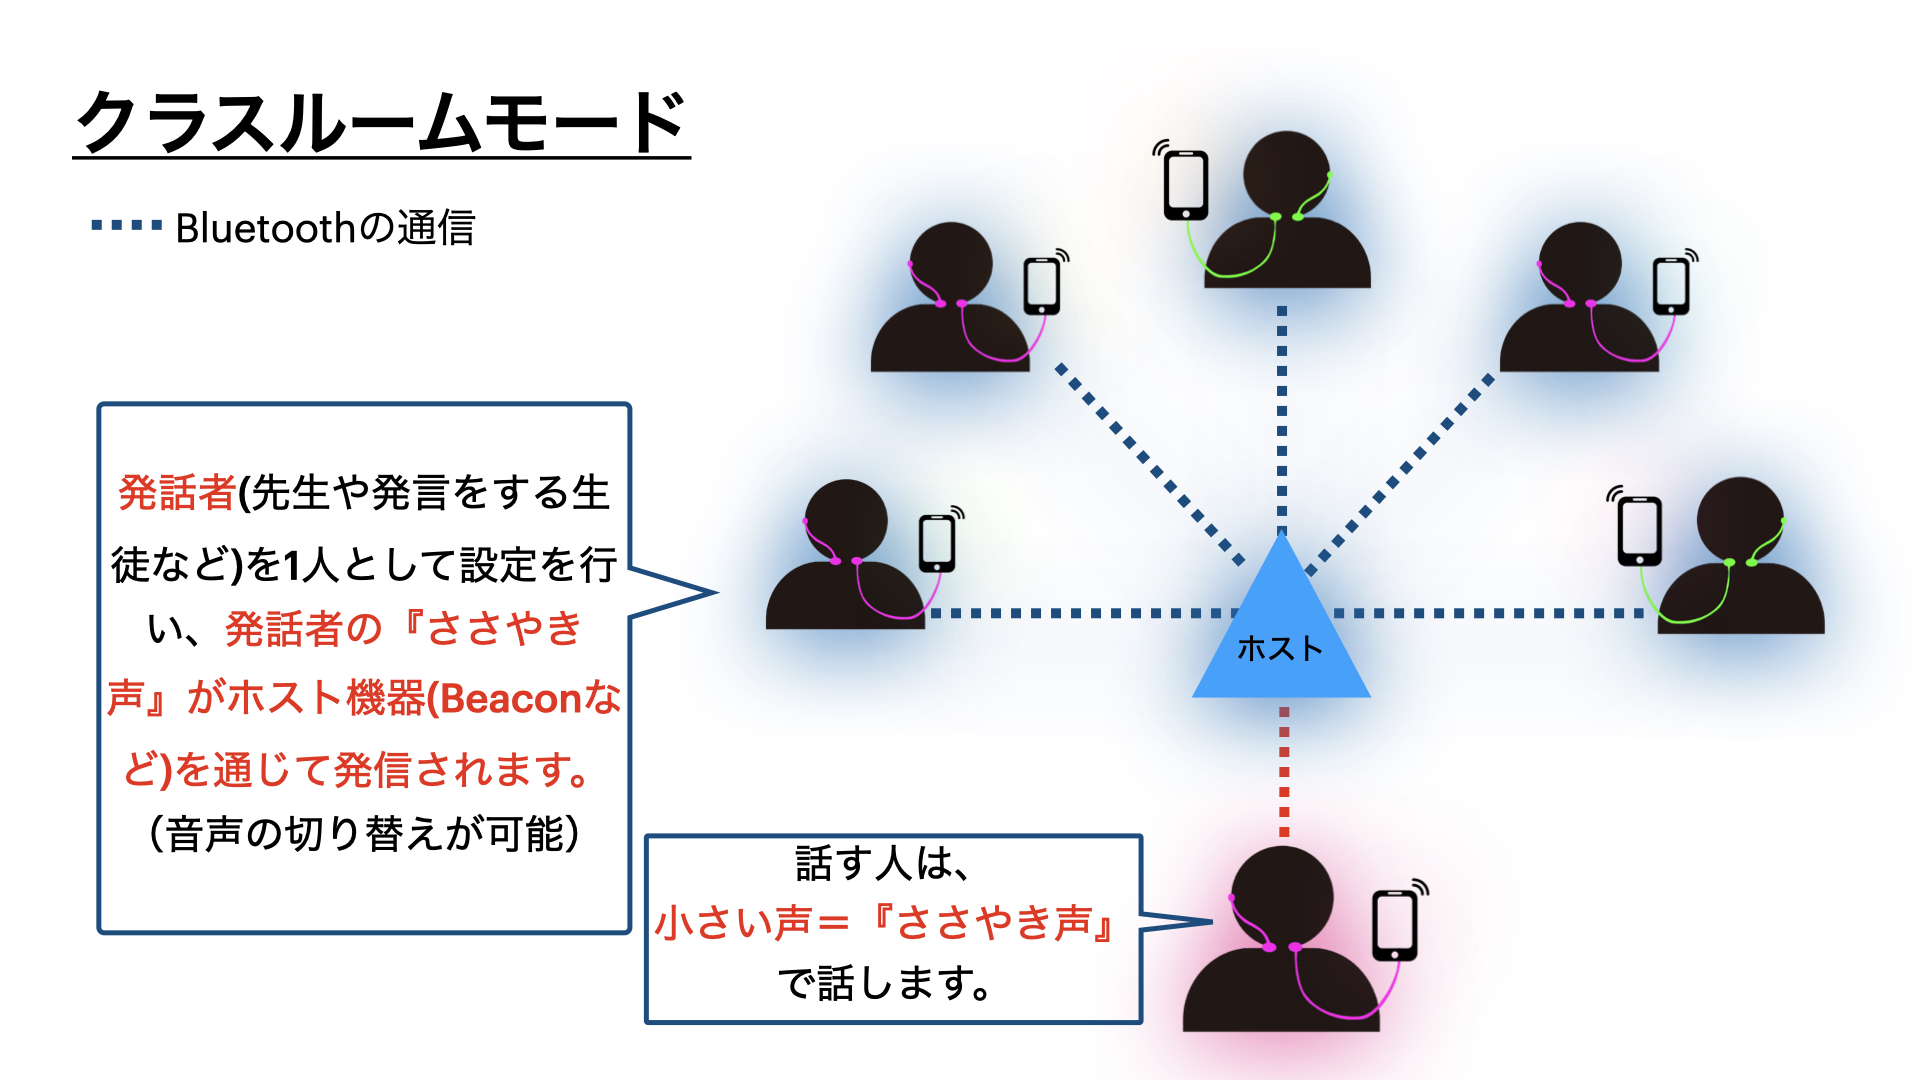 クラスルームモード
Bluetoothの通信
発話者(先生や発言をする生
徒など)を1人として設定を行
い、発話者の『ささやき
声』がホスト機器(Beaconな
ど)を通じて発信されます。
（音声の切り替えが可能）
ホスト
話す人は、
小さい声＝『ささやき声』
で話します。